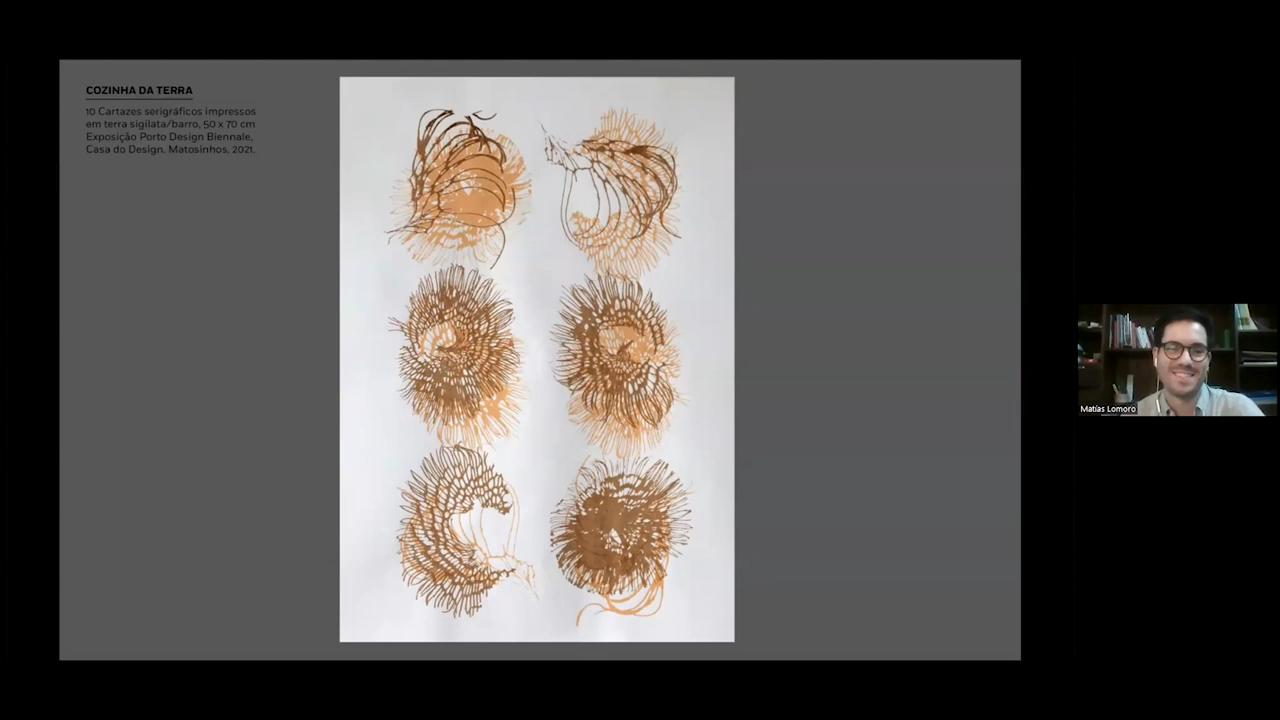 COZINHA DA TERRA
10 Cartazes serigráficos impressos
em terra sigilata/barro, 50 x 70 cm
Exposição Porto Design Biennale,
Casa do Design, Matosinhos, 2021.
Matías Lomoro